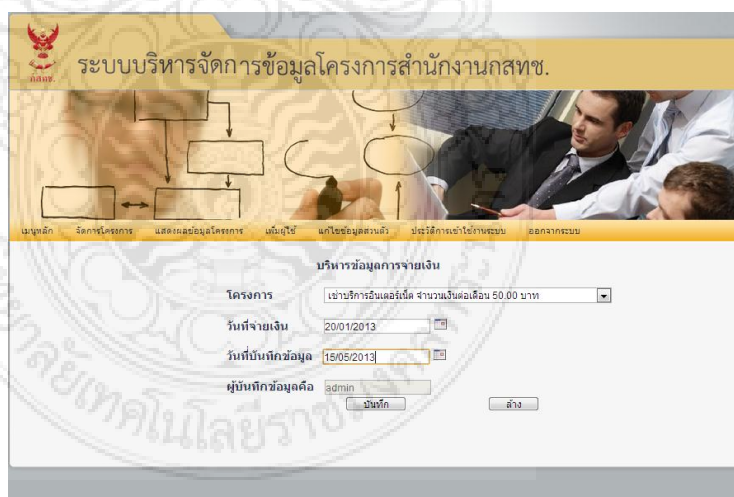 กสทช.
ระบบบริหารจัดการข้อมูลโครงการสำนักงานกสทช.
เมนูหลัก จัดการโครงการ แสดงผลข้อมูลโครงการ เพิ่มผู้ใช้ แก้ไขข้อมูลส่วนตัว ประวัติการเข้าใช้งานระบบ ออกจากระบบ
บริหารข้อมูลการจ่ายเงิน
โครงการ เช่าบริการอินเตอร์เน็ต จำนวนเงินต่อเดือน 50.00 บาท
วันที่จ่ายเงิน 20/01/2013
วันที่บันทึกข้อมูล 15/05/2013
ผู้บันทึกข้อมูลคือ admin
บันทึก ล้าง